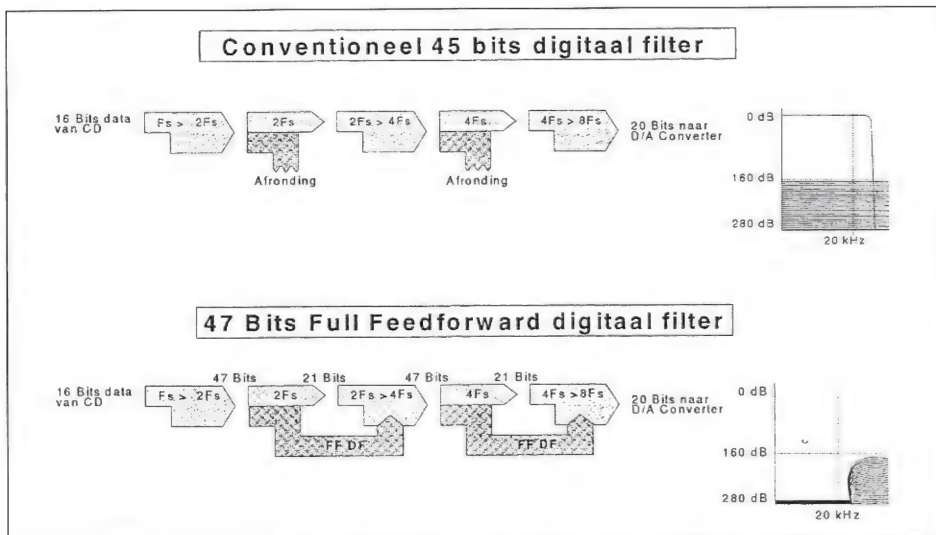 Conventioneel 45 bits digitaal filter
16 Bits data
van CD
Fs > 2Fs
2Fs
2Fs > 4Fs
4Fs
4Fs > 8Fs
20 Bits naar
D/A Converter
Afronding
Afronding
0 dB
160 dB
280 dB
20 kHz
47 Bits Full Feedforward digitaal filter
16 Bits data
van CD
Fs > 2Fs
47 Bits
2Fs
21 Bits
2Fs > 4Fs
47 Bits
4Fs
21 Bits
4Fs > 8Fs
20 Bits naar
D/A Converter
FF DF
FF DF
0 dB
160 dB
280 dB
20 kHz